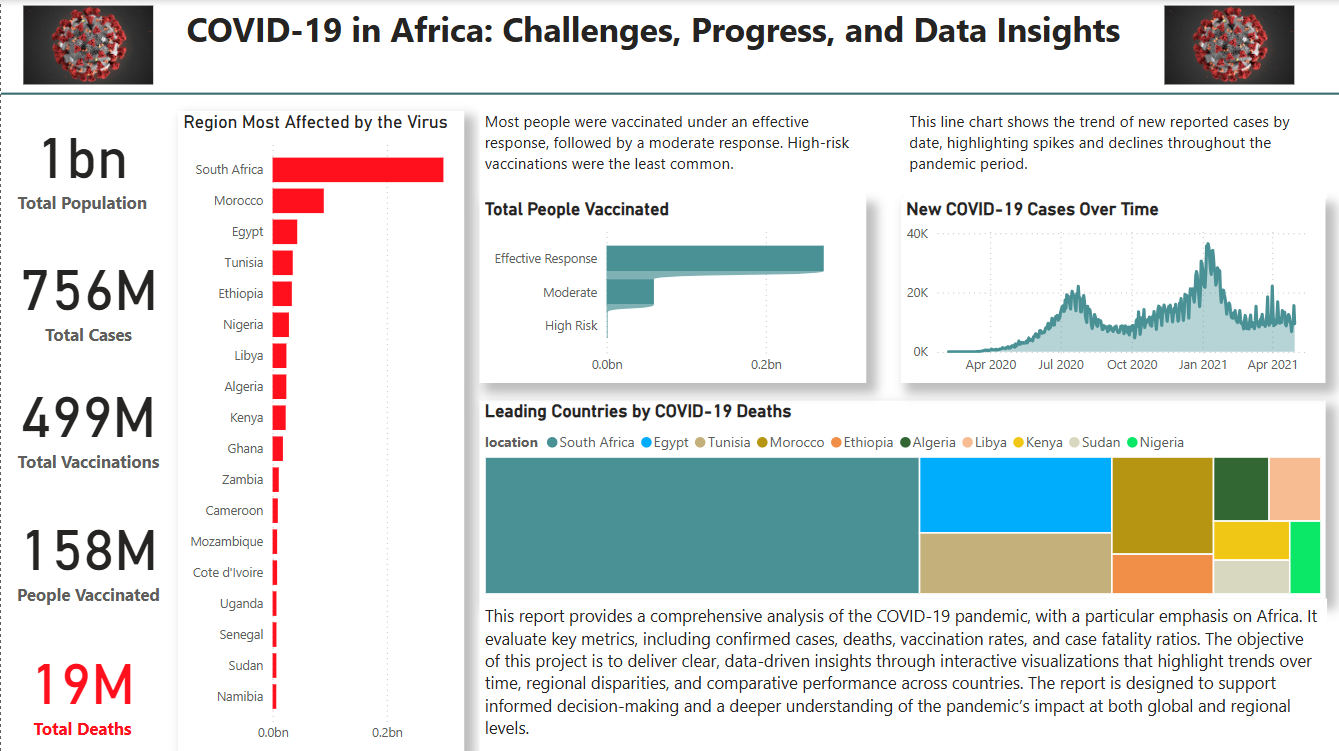 COVID-19 in Africa: Challenges, Progress, and Data Insights
1bn
Total Population
756M
Total Cases
499M
Total Vaccinations
158M
People Vaccinated
19M
Total Deaths
Region Most Affected by the Virus
South Africa
Morocco
Egypt
Tunisia
Ethiopia
Nigeria
Libya
Algeria
Kenya
Ghana
Zambia
Cameroon
Mozambique
Cote d'Ivoire
Uganda
Senegal
Sudan
Namibia
0.0bn 0.2bn
Most people were vaccinated under an effective
response, followed by a moderate response. High-risk
vaccinations were the least common.
Total People Vaccinated
Effective Response
Moderate
High Risk
0.0bn 0.2bn
This line chart shows the trend of new reported cases by
date, highlighting spikes and declines throughout the
pandemic period.
New COVID-19 Cases Over Time
40K
20K
0K
Apr 2020 Jul 2020 Oct 2020 Jan 2021 Apr 2021
Leading Countries by COVID-19 Deaths
location South Africa Egypt Tunisia Morocco Ethiopia Algeria Libya Kenya Sudan Nigeria
This report provides a comprehensive analysis of the COVID-19 pandemic, with a particular emphasis on Africa. It
evaluate key metrics, including confirmed cases, deaths, vaccination rates, and case fatality ratios. The objective
of this project is to deliver clear, data-driven insights through interactive visualizations that highlight trends over
time, regional disparities, and comparative performance across countries. The report is designed to support
informed decision-making and a deeper understanding of the pandemic's impact at both global and regional
levels.